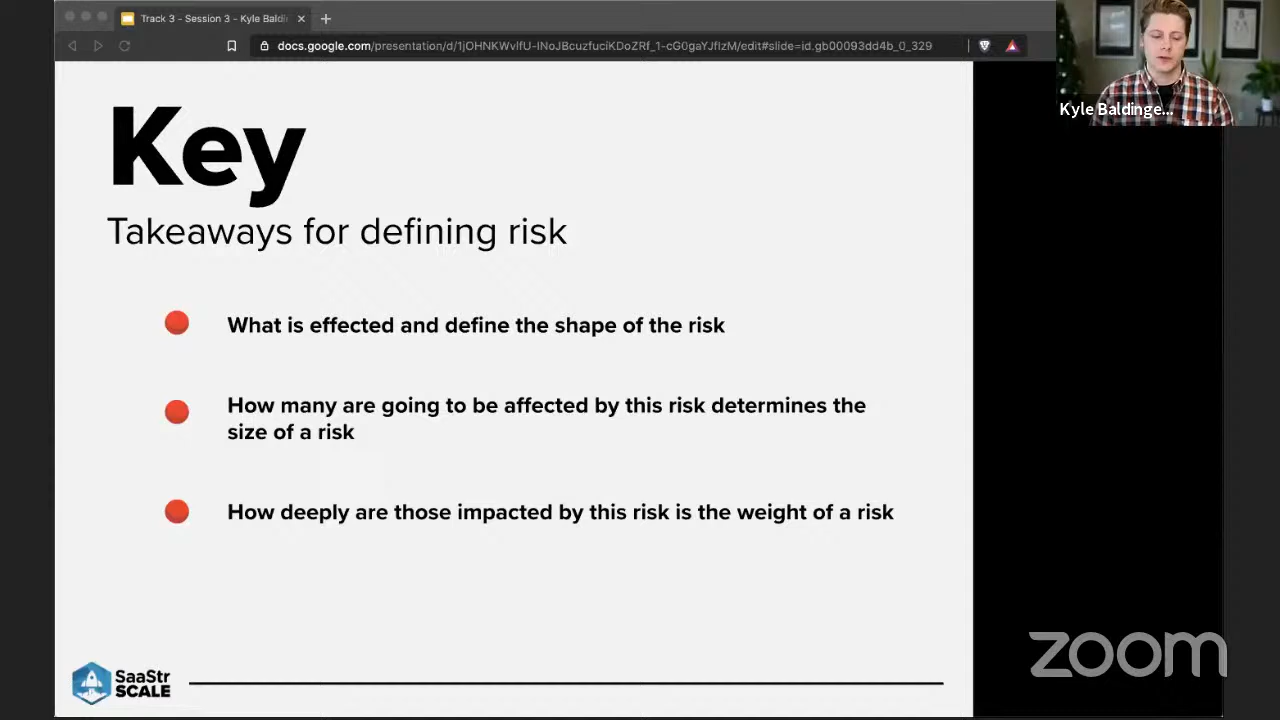 Track 3 - Session 3 - Kyle Baldi
docs.google.com/presentation/d/1jOHNKWvlfU-lNoJBcuzfuciKDoZRf_1-cG0gaYJfIzM/edit#slide=id.gb00093dd4b_0_329
Kyle Baldinge...
Key
Takeaways for defining risk
What is effected and define the shape of the risk
How many are going to be affected by this risk determines the
size of a risk
How deeply are those impacted by this risk is the weight of a risk
SaaStr
SCALE
zoom